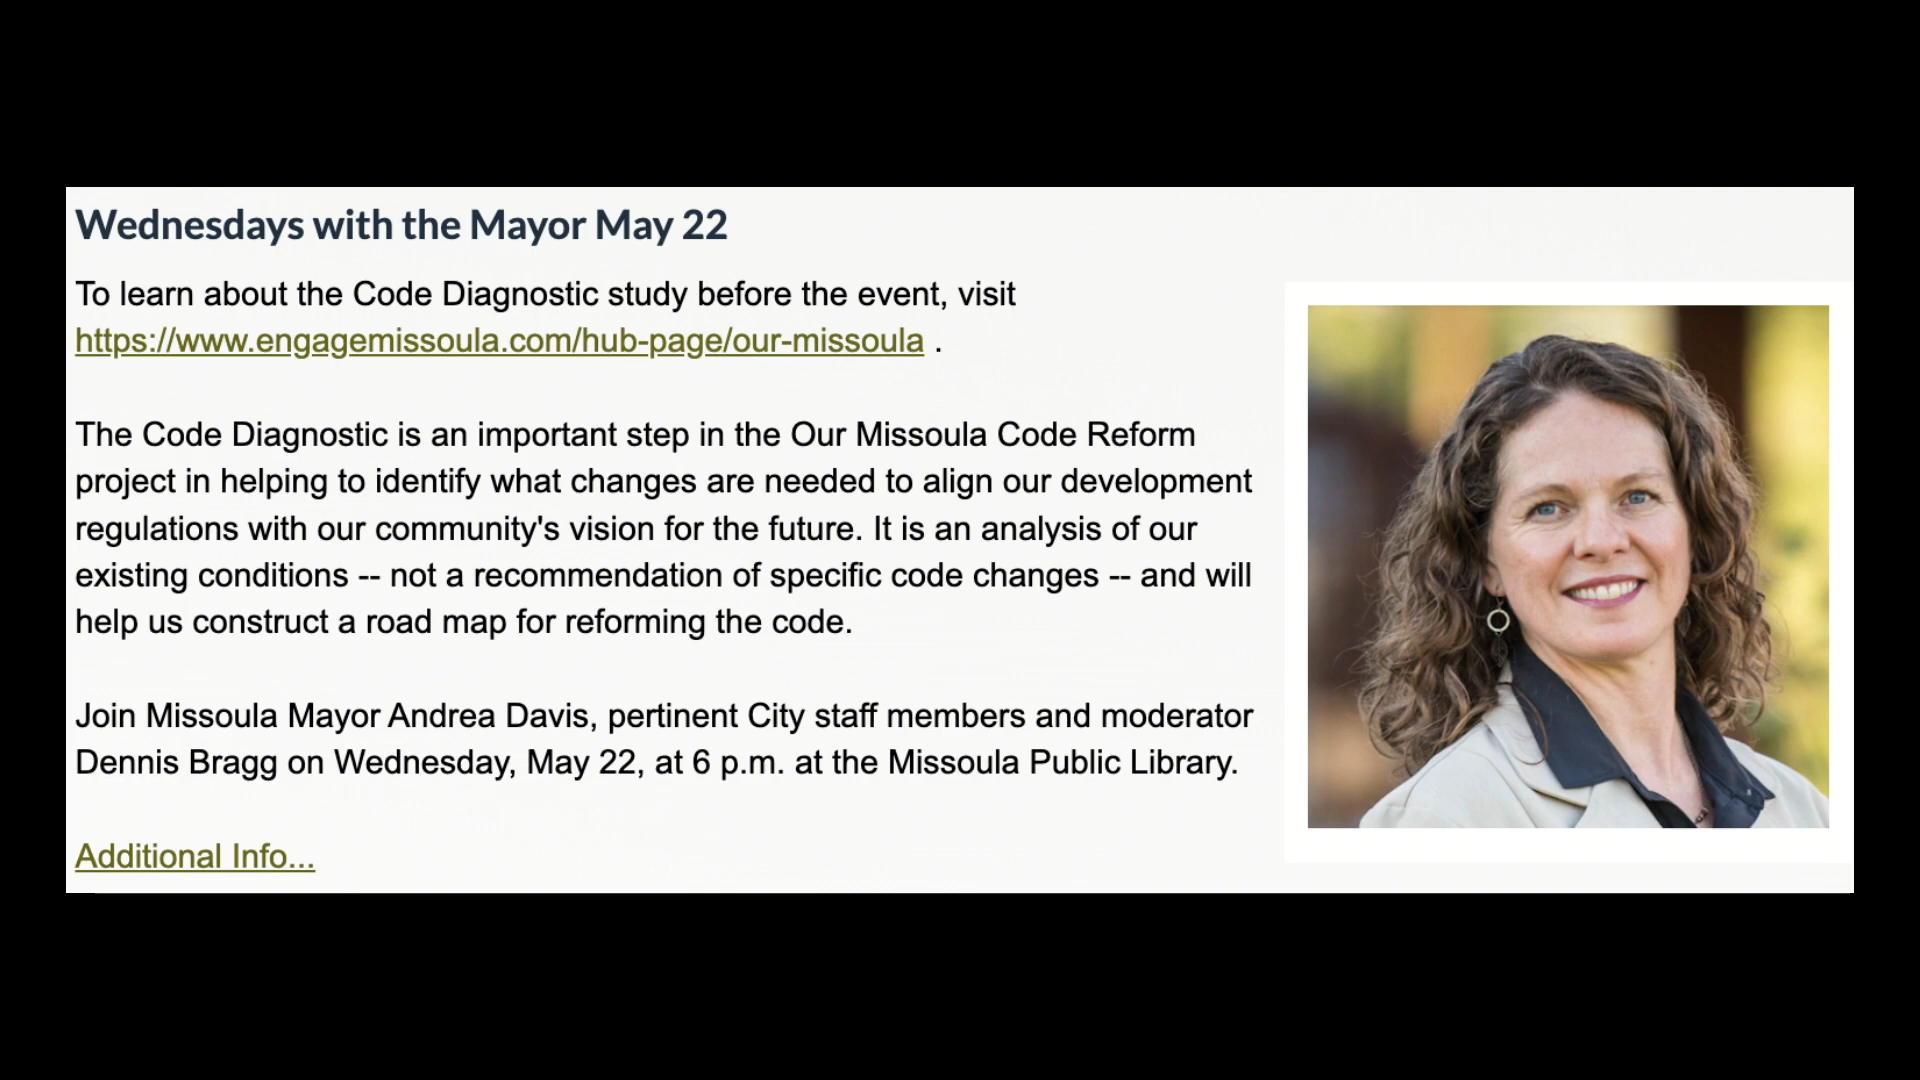 Wednesdays with the Mayor May 22
To learn about the Code Diagnostic study before the event, visit
https://www.engagemissoula.com/hub-page/our-missoula .
The Code Diagnostic is an important step in the Our Missoula Code Reform
project in helping to identify what changes are needed to align our development
regulations with our community's vision for the future. It is an analysis of our
existing conditions -- not a recommendation of specific code changes -- and will
help us construct a road map for reforming the code.
Join Missoula Mayor Andrea Davis, pertinent City staff members and moderator
Dennis Bragg on Wednesday, May 22, at 6 p.m. at the Missoula Public Library.
Additional Info...